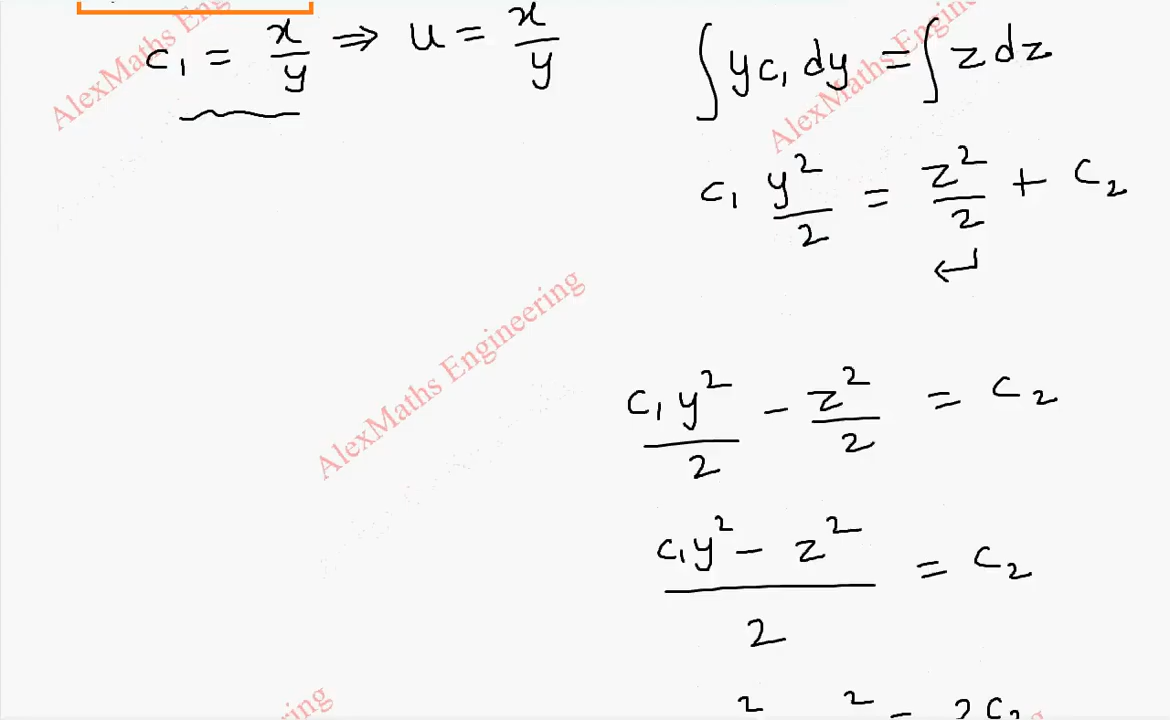 c₁ = x/y ⇒ u = x/y
∫ y c₁ dy = ∫ z dz
c₁ y²/2 = z²/2 + c₂
c₁y²/2 − z²/2 = c₂
(c₁y² − z²)/2 = c₂
AlexMaths Engineering
AlexMaths Engineering
AlexMaths Engineering